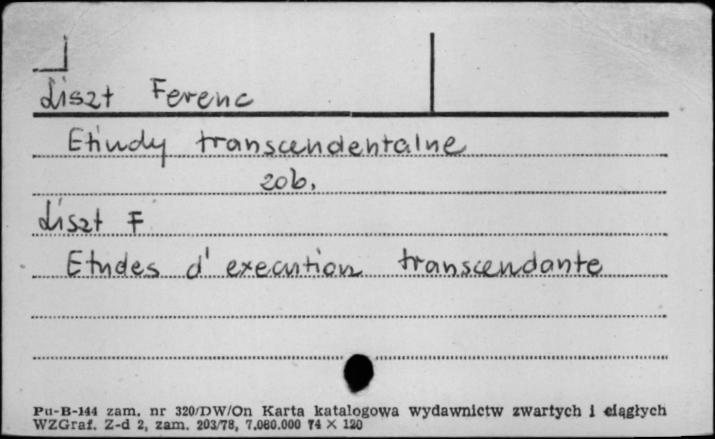 Liszt Ferenc
Etiudy transcendentalne
zob.
Liszt F
Etudes d'execution transcendante
Pu-B-144 zam. nr 320/DW/On Karta katalogowa wydawnictw zwartych i ciągłych
WZGraf. Z-d 2, zam. 203/78, 7.000.000 74 × 120